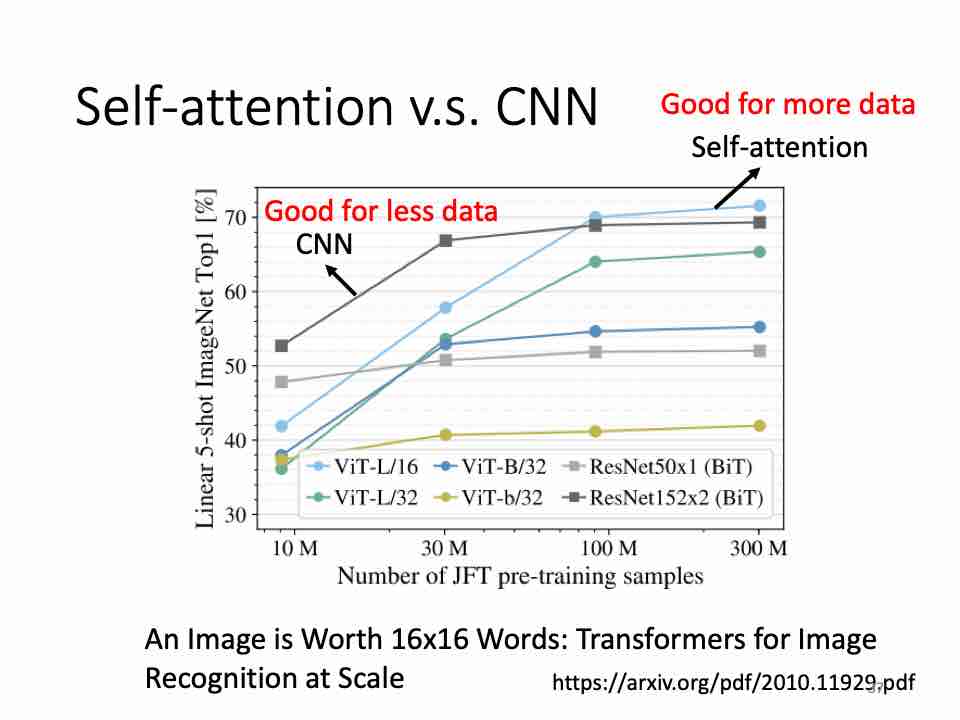 Self-attention v.s. CNN
Good for more data
Self-attention
Good for less data
CNN
Linear 5-shot ImageNet Top1 [%]
70
60
50
40
30
ViT-L/16 ViT-B/32 ResNet50x1 (BiT)
ViT-L/32 ViT-b/32 ResNet152x2 (BiT)
10 M 30 M 100 M 300 M
Number of JFT pre-training samples
An Image is Worth 16x16 Words: Transformers for Image
Recognition at Scale
https://arxiv.org/pdf/2010.11929.pdf
37